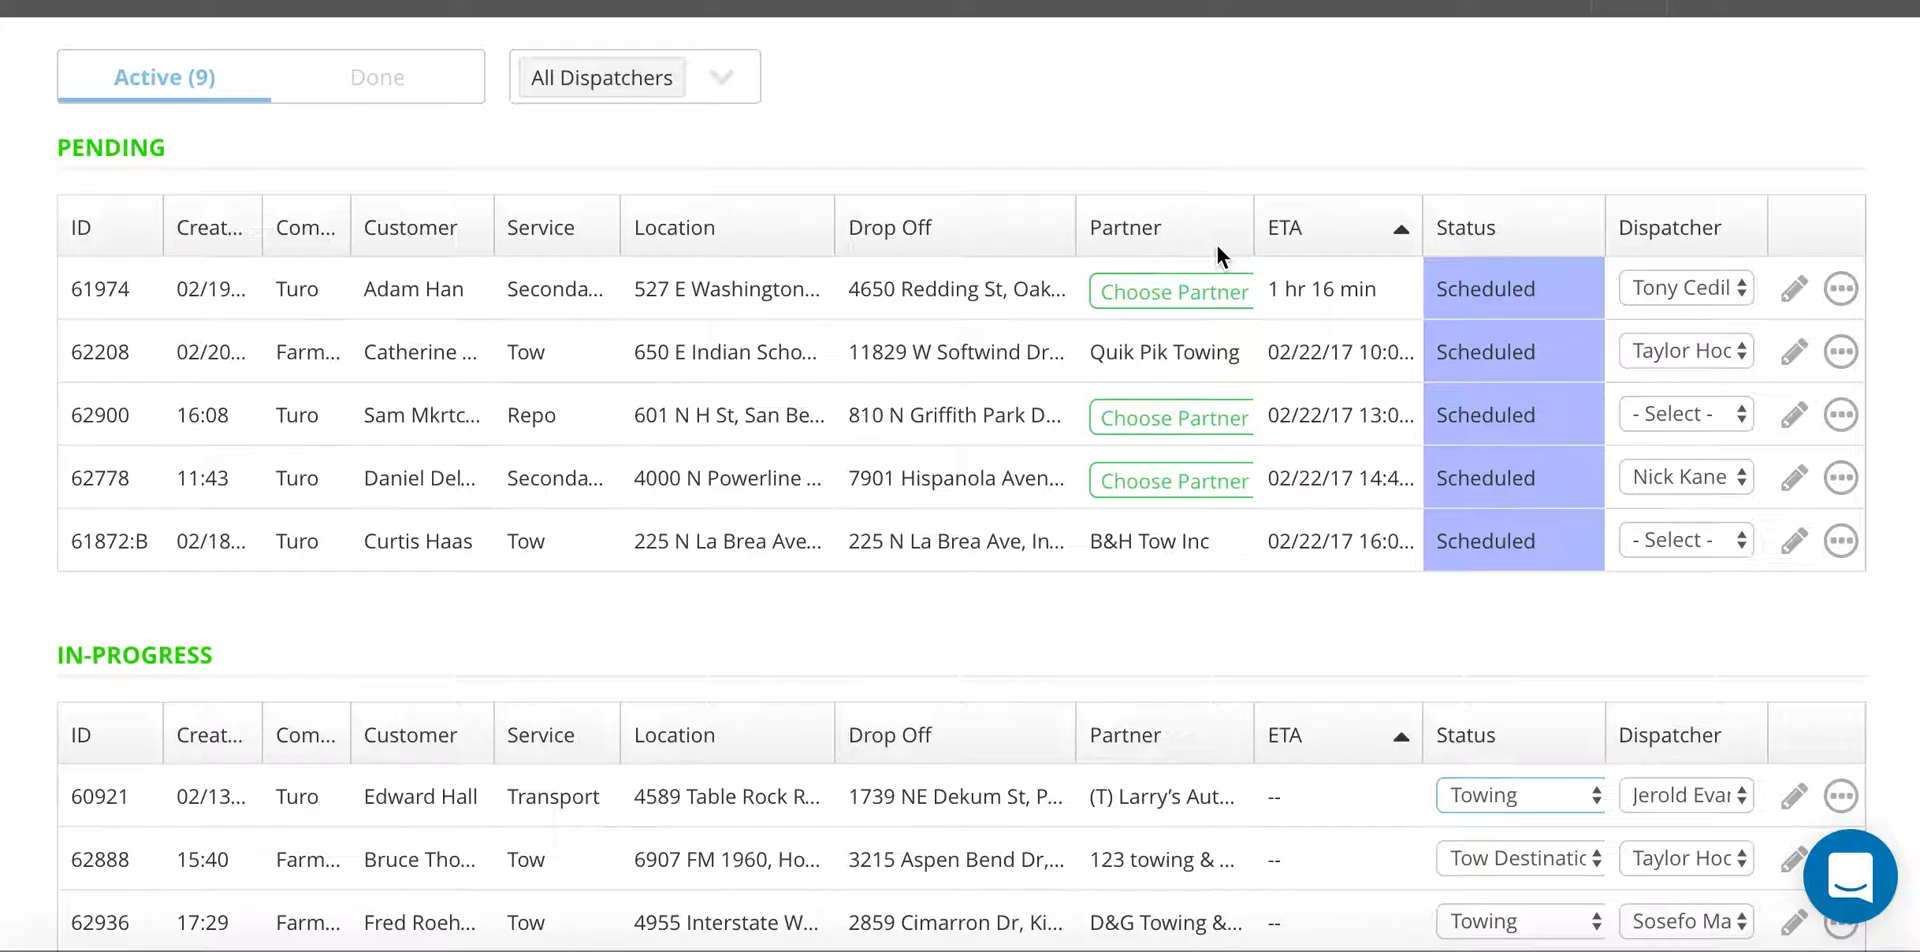 Active (9) Done All Dispatchers
PENDING
ID Creat... Com... Customer Service Location Drop Off Partner ETA Status Dispatcher
61974 02/19... Turo Adam Han Seconda... 527 E Washington... 4650 Redding St, Oak... Choose Partner 1 hr 16 min Scheduled Tony Cedil
62208 02/20... Farm... Catherine ... Tow 650 E Indian Scho... 11829 W Softwind Dr... Quik Pik Towing 02/22/17 10:0... Scheduled Taylor Hoc
62900 16:08 Turo Sam Mkrtc... Repo 601 N H St, San Be... 810 N Griffith Park D... Choose Partner 02/22/17 13:0... Scheduled - Select -
62778 11:43 Turo Daniel Del... Seconda... 4000 N Powerline ... 7901 Hispanola Aven... Choose Partner 02/22/17 14:4... Scheduled Nick Kane
61872:B 02/18... Turo Curtis Haas Tow 225 N La Brea Ave... 225 N La Brea Ave, In... B&H Tow Inc 02/22/17 16:0... Scheduled - Select -
IN-PROGRESS
ID Creat... Com... Customer Service Location Drop Off Partner ETA Status Dispatcher
60921 02/13... Turo Edward Hall Transport 4589 Table Rock R... 1739 NE Dekum St, P... (T) Larry’s Aut... -- Towing Jerold Evar
62888 15:40 Farm... Bruce Tho... Tow 6907 FM 1960, Ho... 3215 Aspen Bend Dr,... 123 towing & ... -- Tow Destinatic Taylor Hoc
62936 17:29 Farm... Fred Roeh... Tow 4955 Interstate W... 2859 Cimarron Dr, Ki... D&G Towing &... -- Towing Sosefo Ma